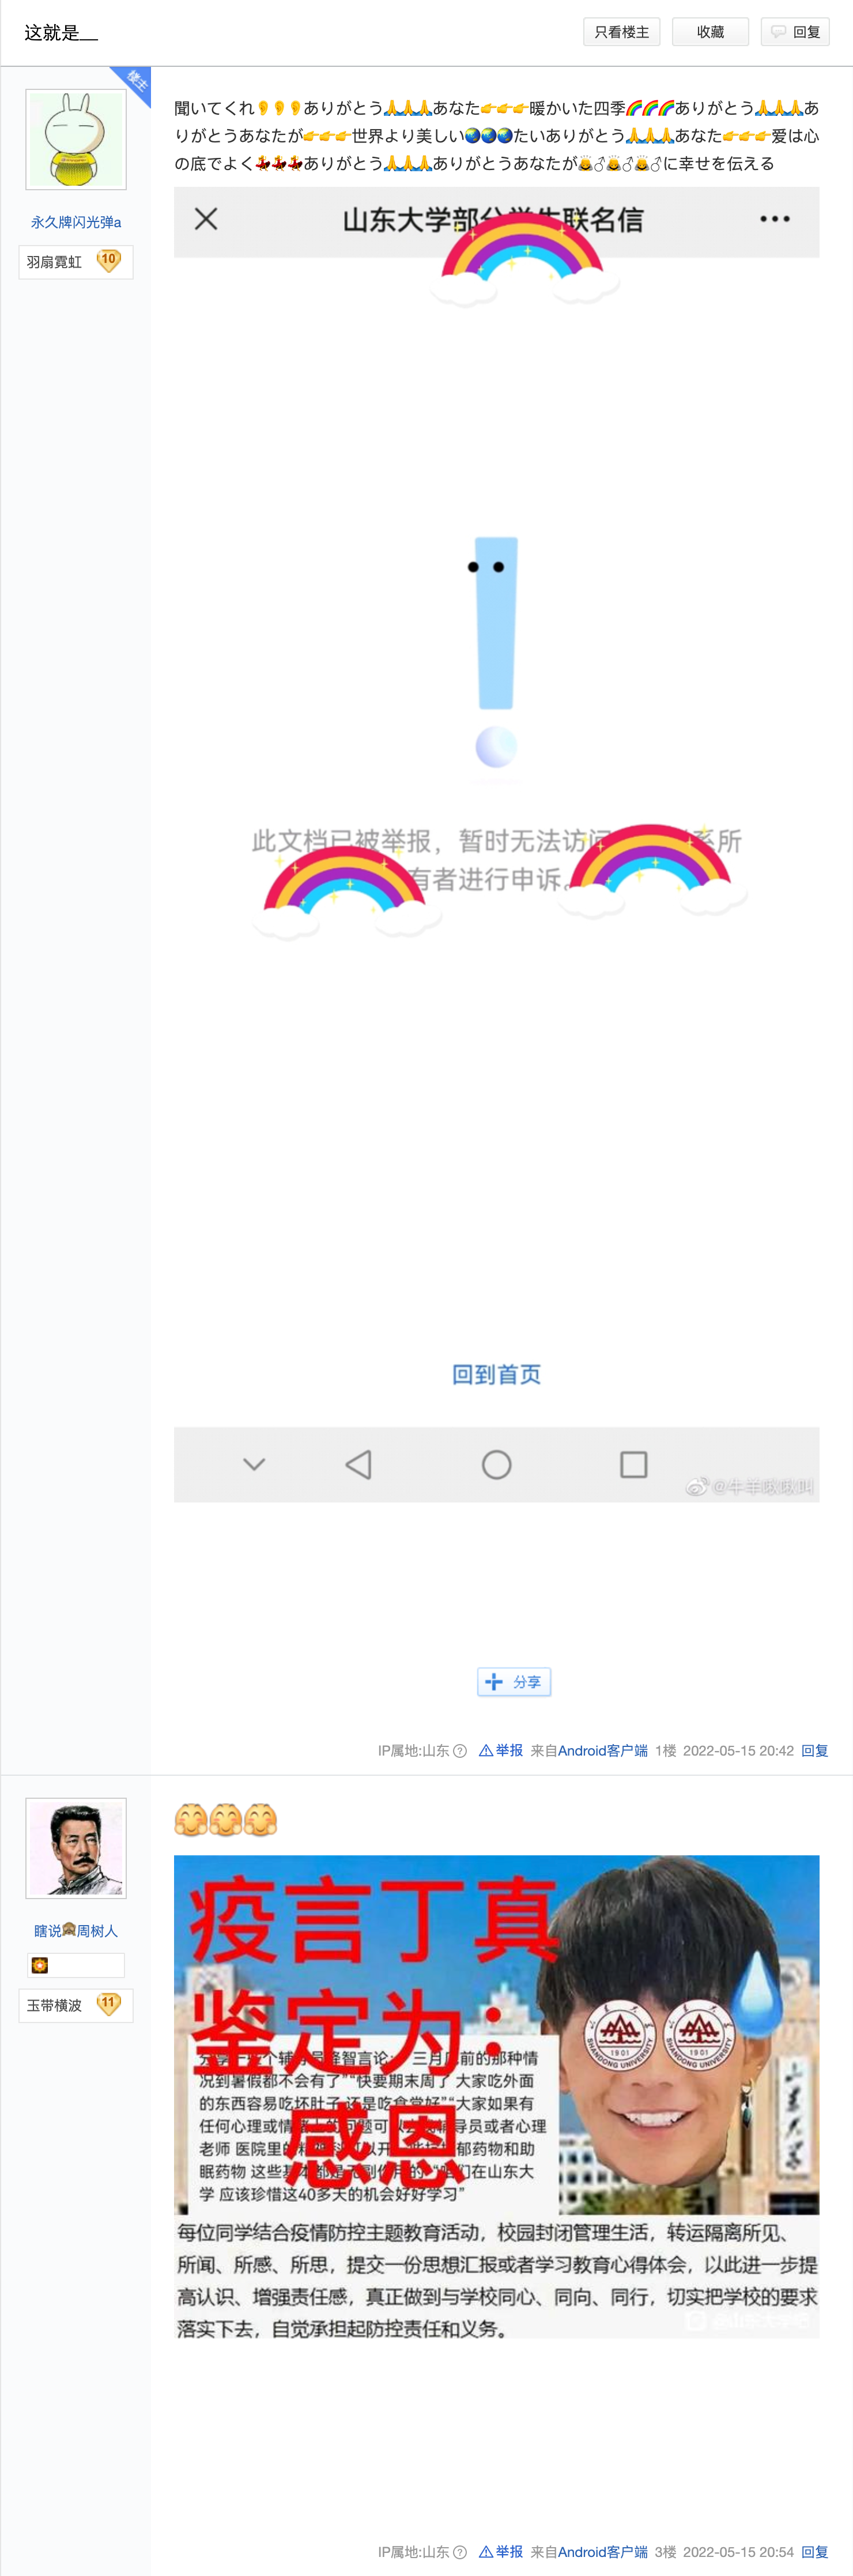 这就是__
只看楼主
收藏
回复
楼主
聞いてくれ👂👂👂ありがとう🙏🙏🙏あなた👉👉👉暖かいた四季🌈🌈🌈ありがとう🙏🙏🙏あ
りがとうあなたが👉👉👉世界より美しい🌏🌏🌏たいありがとう🙏🙏🙏あなた👉👉👉爱は心
の底でよく💃💃💃ありがとう🙏🙏🙏ありがとうあなたが🙇♂🙇♂🙇♂に幸せを伝える
永久牌闪光弹a
羽扇霓虹 10
山东大学部分学生联名信
此文档已被举报，暂时无法访问
系所
有者进行申诉。
回到首页
@牛羊啾啾叫
分享
IP属地:山东 举报 来自Android客户端 1楼 2022-05-15 20:42 回复
瞎说🙈周树人
玉带横波 11
🤗🤗🤗
疫言丁真
鉴定为：
感恩
SHANDONG UNIVERSITY
1901
SHANDONG UNIVERSITY
1901
三月以前的那种情
况到暑假都不会有了”“快要期末周了 大家吃外面
的东西容易吃坏肚子 还是吃食堂好”“大家如果有
任何心理或情绪
问题可以
辅导员或者心理
老师 医院里的精
郁药物和助
眠药物 这些基本都是
副作用的”“咱们在山东大
学 应该珍惜这40多天的机会好好学习”
每位同学结合疫情防控主题教育活动，校园封闭管理生活，转运隔离所见、
所闻、所感、所思，提交一份思想汇报或者学习教育心得体会，以此进一步提
高认识、增强责任感，真正做到与学校同心、同向、同行，切实把学校的要求
落实下去，自觉承担起防控责任和义务。
IP属地:山东 举报 来自Android客户端 3楼 2022-05-15 20:54 回复